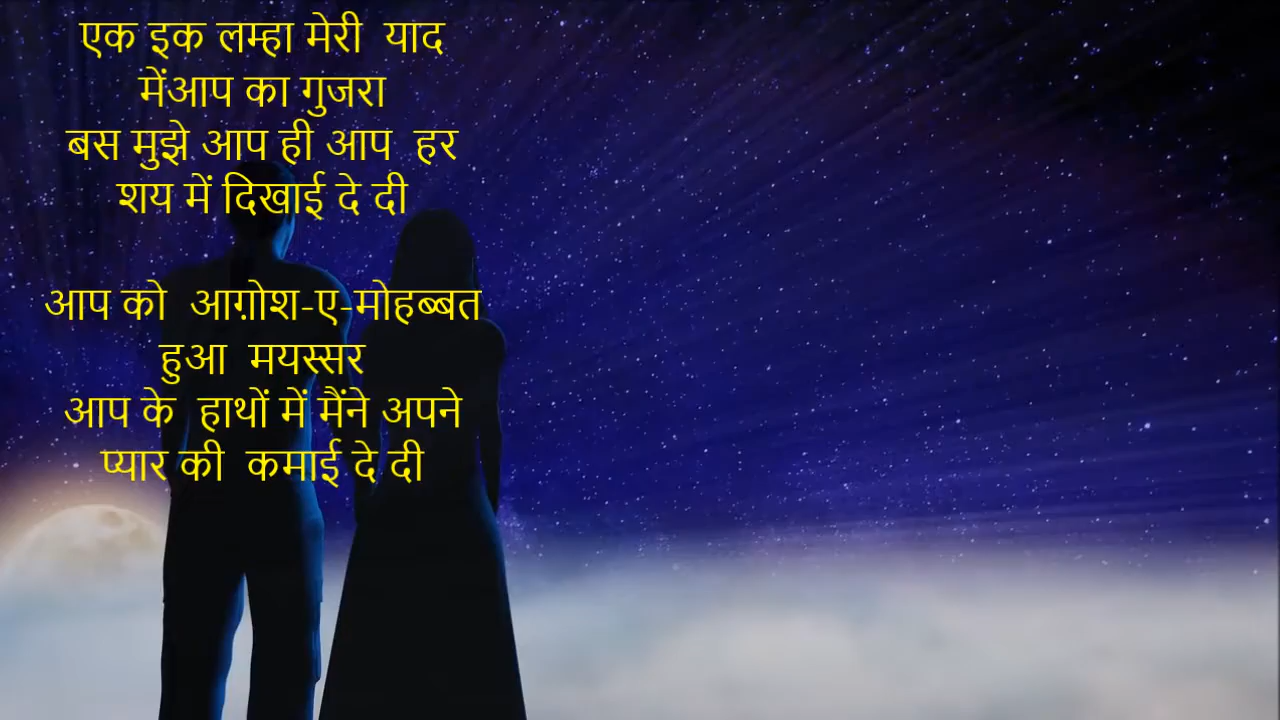 एक इक लम्हा मेरी  याद
मेंआप का गुजरा
बस मुझे आप ही आप  हर
शय में दिखाई दे दी
आप को  आग़ोश-ए-मोहब्बत
हुआ  मयस्सर
आप के  हाथों में मैंने अपने
प्यार की  कमाई दे दी